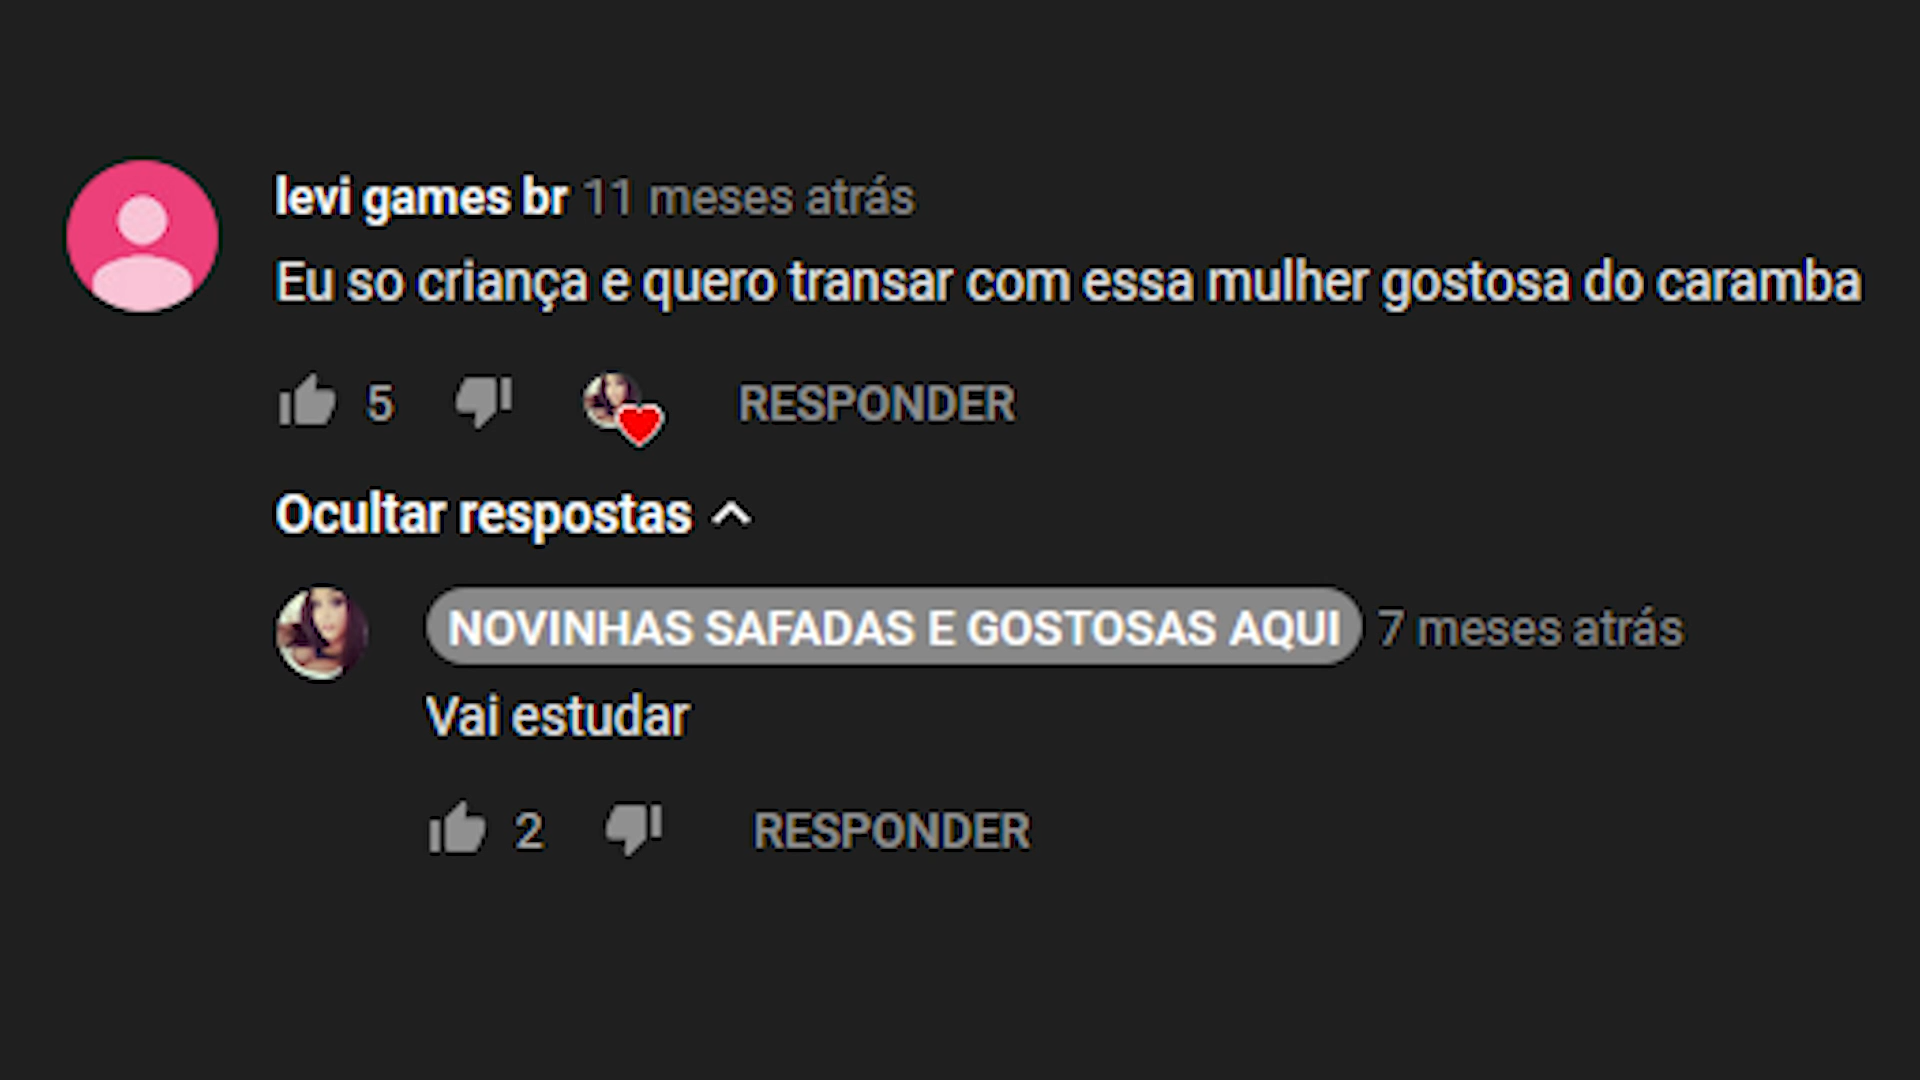 levi games br 11 meses atrás
Eu so criança e quero transar com essa mulher gostosa do caramba
5 RESPONDER
Ocultar respostas
NOVINHAS SAFADAS E GOSTOSAS AQUI 7 meses atrás
Vai estudar
2 RESPONDER